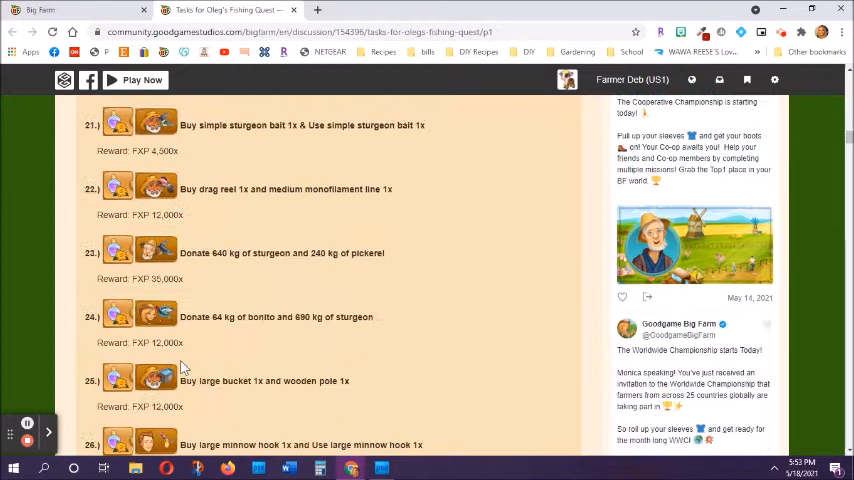 Big Farm
Tasks for Oleg's Fishing Quest —
community.goodgamestudios.com/bigfarm/en/discussion/154396/tasks-for-olegs-fishing-quest/p1
Apps
P
NETGEAR
Recipes
bills
DIY Recipes
DIY
Gardening
School
WAWA REESE'S LOV...
Other bookmarks
Play Now
Farmer Deb (US1)
21.) Buy simple sturgeon bait 1x & Use simple sturgeon bait 1x
Reward: FXP 4,500x
22.) Buy drag reel 1x and medium monofilament line 1x
Reward: FXP 12,000x
23.) Donate 640 kg of sturgeon and 240 kg of pickerel
Reward: FXP 35,000x
24.) Donate 64 kg of bonito and 690 kg of sturgeon
Reward: FXP 12,000x
25.) Buy large bucket 1x and wooden pole 1x
Reward: FXP 12,000x
26.) Buy large minnow hook 1x and Use large minnow hook 1x
The Cooperative Championship is starting
today!
Pull up your sleeves and get your boots
on! Your Co-op awaits you! Help your
friends and Co-op members by completing
multiple missions! Grab the Top1 place in your
BF world.
May 14, 2021
Goodgame Big Farm
@GoodgameBigFarm
The Worldwide Championship starts Today!
Monica speaking! You've just received an
invitation to the Worldwide Championship that
farmers from across 25 countries globally are
taking part in
So roll up your sleeves and get ready for
the month long WWC!
5:53 PM
5/18/2021